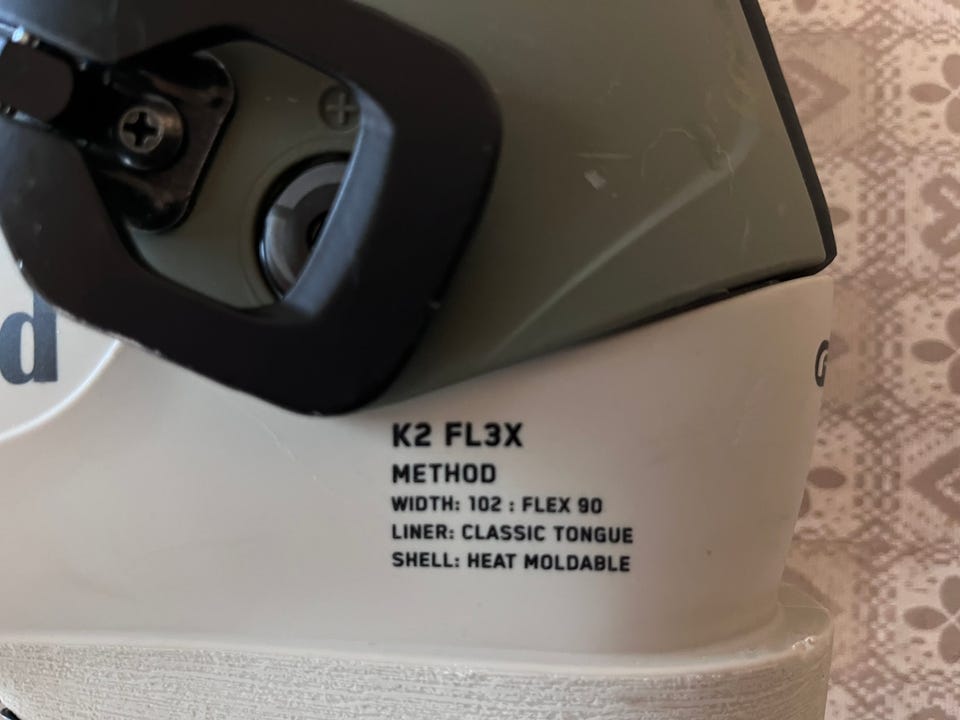 d
K2 FL3X
METHOD
WIDTH: 102 : FLEX 90
LINER: CLASSIC TONGUE
SHELL: HEAT MOLDABLE